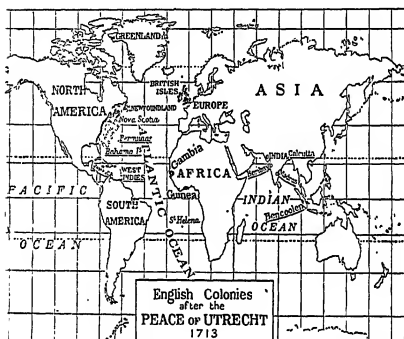 GREENLAND
NORTH
AMERICA
BRITISH
ISLES
NEWFOUNDLAND
Nova Scotia
EUROPE
ASIA
Bermudas
Bahama Is
WEST
INDIES
ATLANTIC OCEAN
Gambia
AFRICA
Guinea
INDIA
Calcutta
Bombay
Madras
PACIFIC
OCEAN
SOUTH
AMERICA
St Helena
INDIAN
OCEAN
Bencoolen
English Colonies
after the
PEACE OF UTRECHT
1713